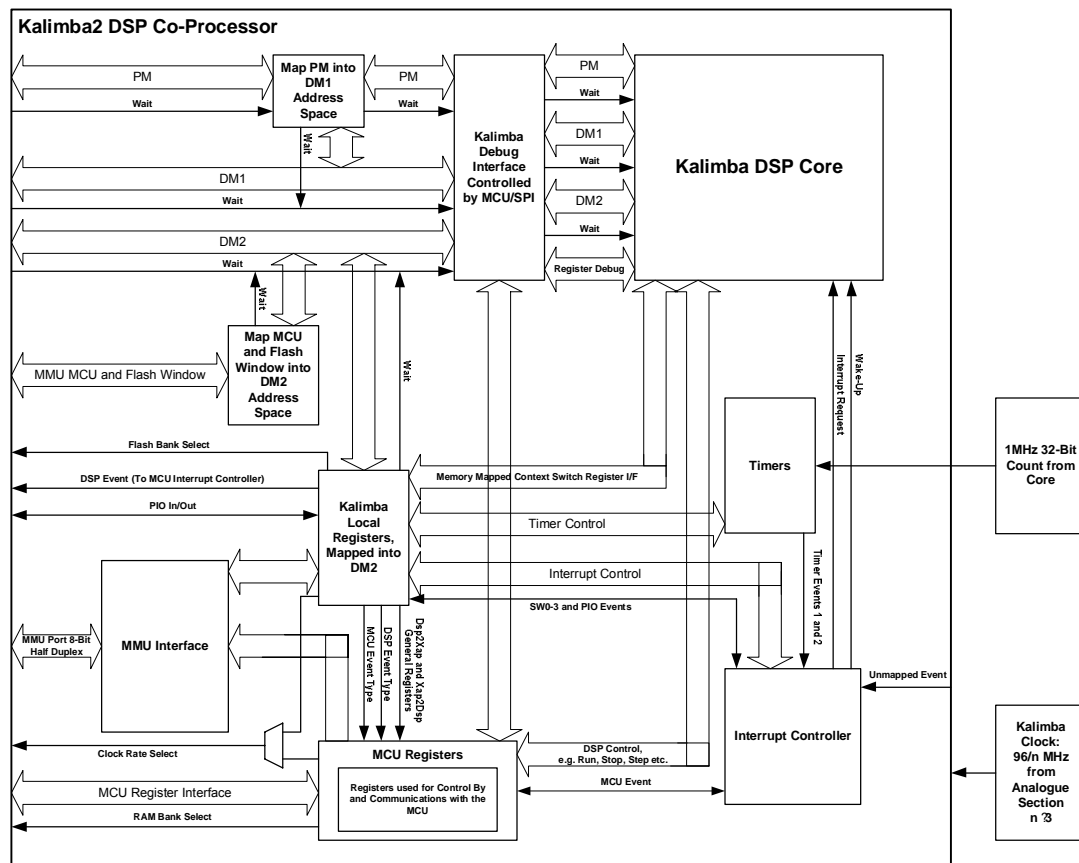 Kalimba2 DSP Co-Processor
PM
Wait
Map PM into
DM1
Address
Space
PM
Wait
Wait
DM1
Wait
DM2
Wait
Kalimba
Debug
Interface
Controlled
by MCU/SPI
PM
Wait
DM1
Wait
DM2
Wait
Register Debug
Kalimba DSP Core
Wait
Map MCU
and Flash
Window into
DM2
Address
Space
MMU MCU and Flash Window
Wait
Interrupt Request
Wake-Up
Flash Bank Select
DSP Event (To MCU Interrupt Controller)
PIO In/Out
Kalimba
Local
Registers,
Mapped into
DM2
Memory Mapped Context Switch Register I/F
Timer Control
Interrupt Control
SW0-3 and PIO Events
Timers
1MHz 32-Bit
Count from
Core
Timer Events 1 and 2
MMU Port 8-Bit
Half Duplex
MMU Interface
MCU Event Type
DSP Event Type
Dsp2Xap and Xap2Dsp
General Registers
Unmapped Event
Interrupt Controller
Clock Rate Select
MCU Register Interface
RAM Bank Select
MCU Registers
Registers used for Control By
and Communications with the
MCU
DSP Control,
e.g. Run, Stop, Step etc.
MCU Event
Kalimba
Clock:
96/n MHz
from
Analogue
Section
n ?3